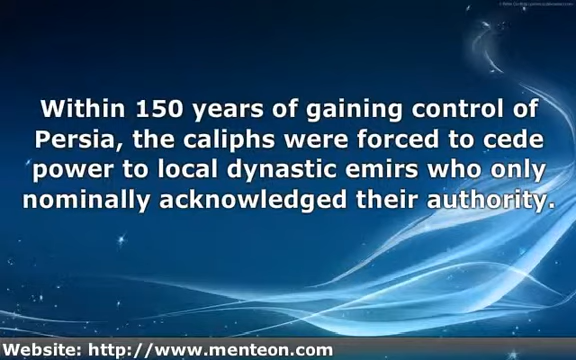 Within 150 years of gaining control of
Persia, the caliphs were forced to cede
power to local dynastic emirs who only
nominally acknowledged their authority.
Website: http://www.menteon.com